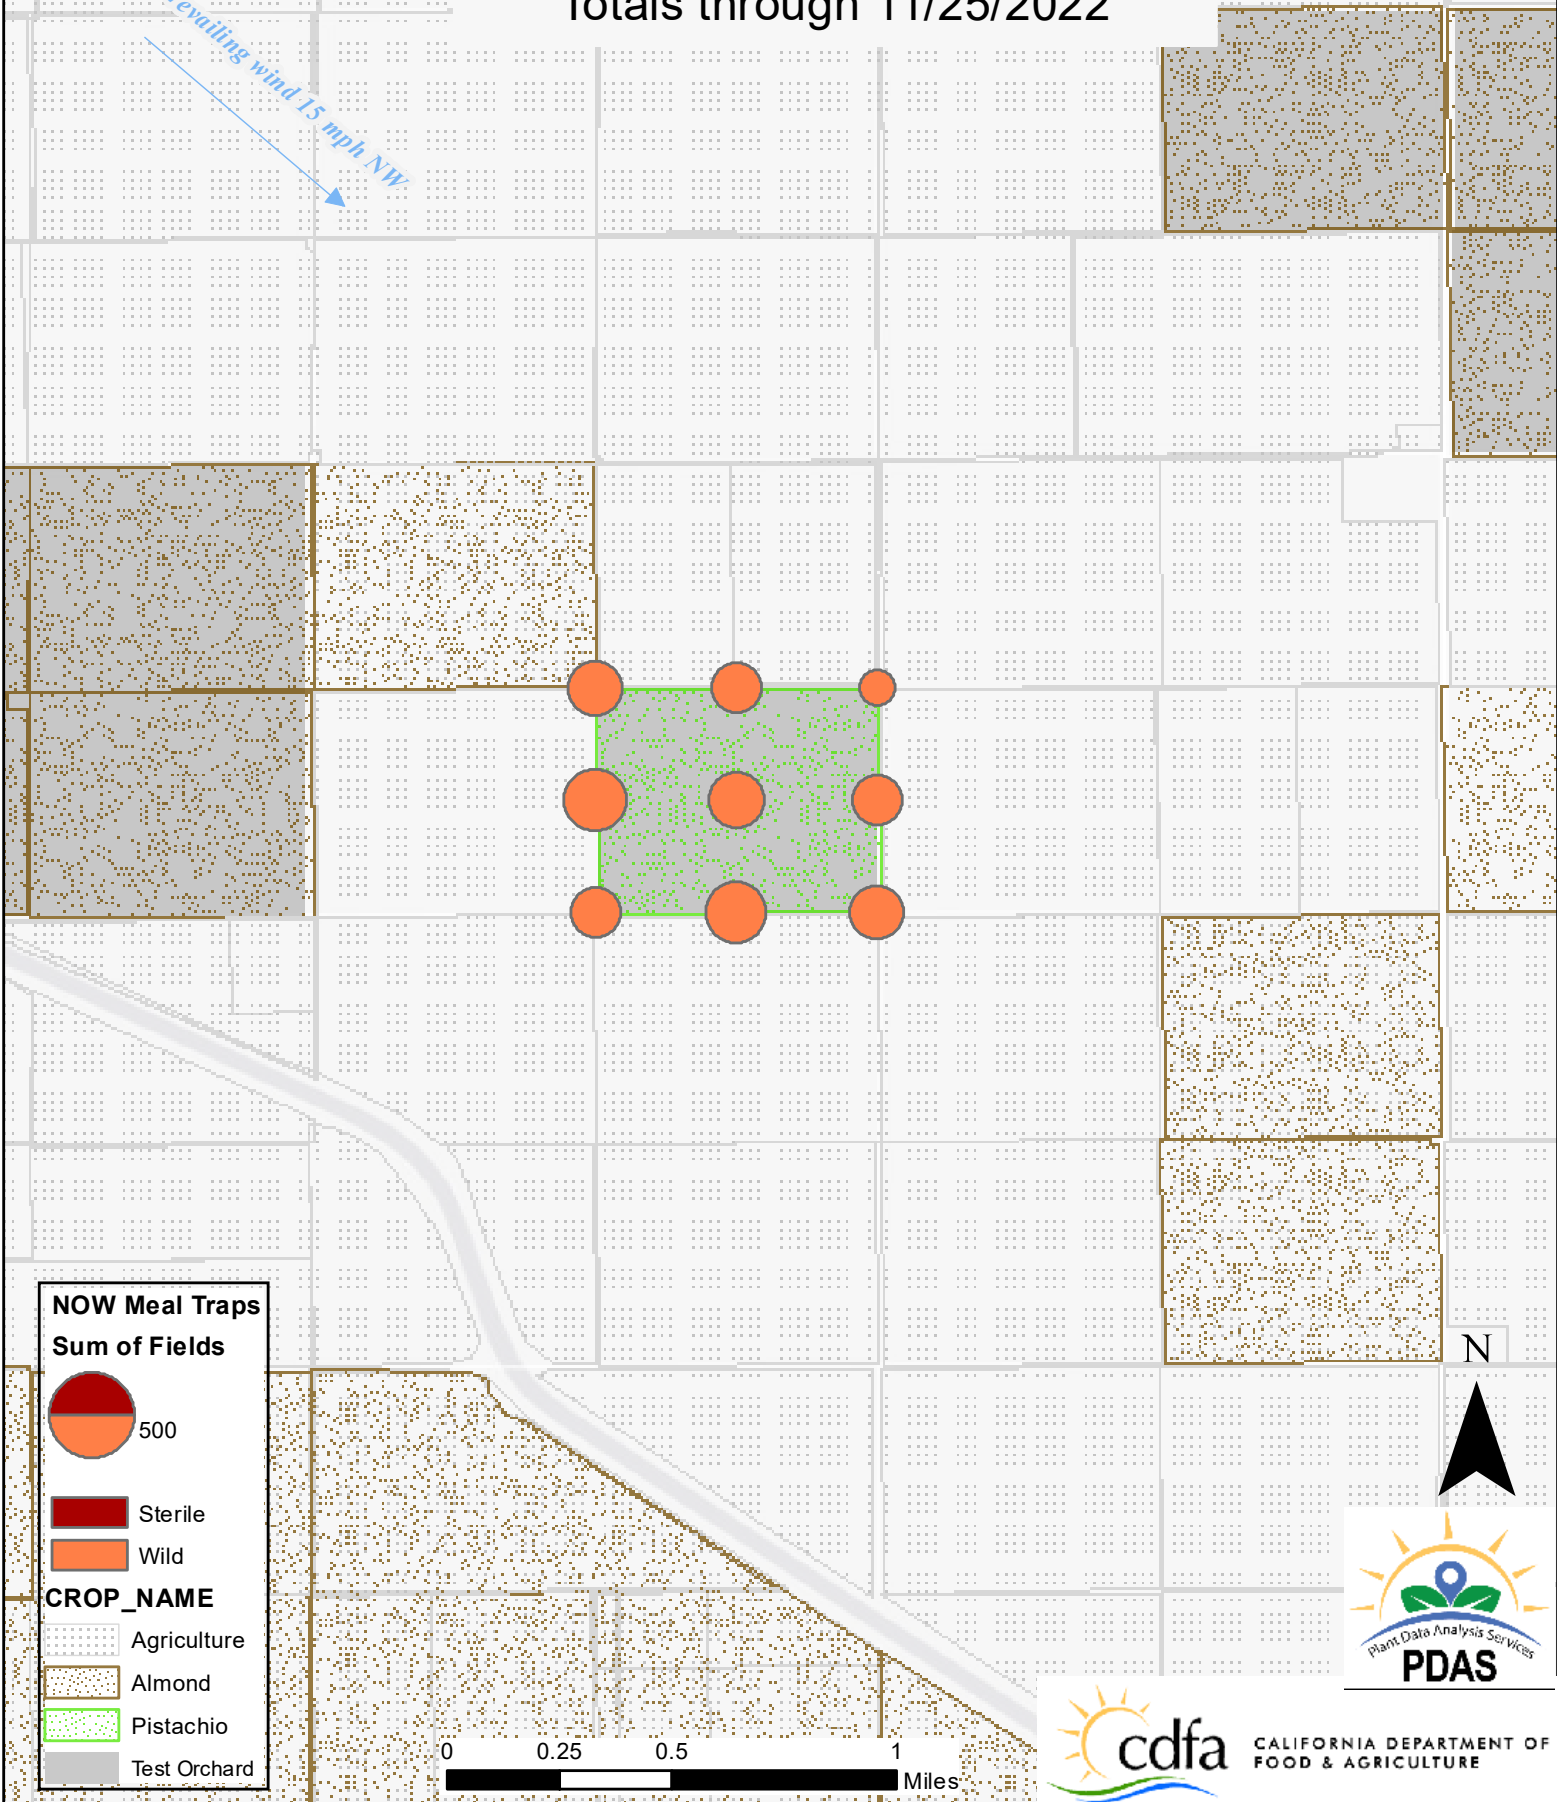 Totals through 11/25/2022
evailing wind 15 mph NW
NOW Meal Traps
Sum of Fields
500
Sterile
Wild
CROP_NAME
Agriculture
Almond
Pistachio
Test Orchard
0 0.25 0.5 1
Miles
N
Plant Data Analysis Services
PDAS
cdfa
CALIFORNIA DEPARTMENT OF
FOOD & AGRICULTURE